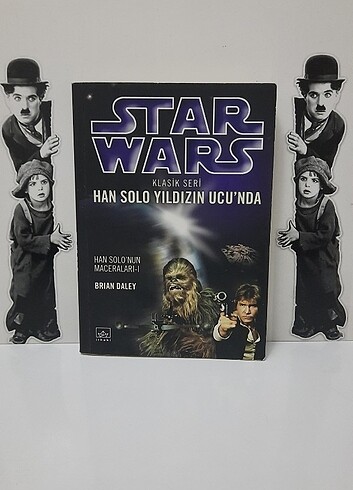 STAR
WARS
KLASİK SERİ
HAN SOLO YILDIZIN UCU'NDA
HAN SOLO'NUN
MACERALARI-I
BRIAN DALEY